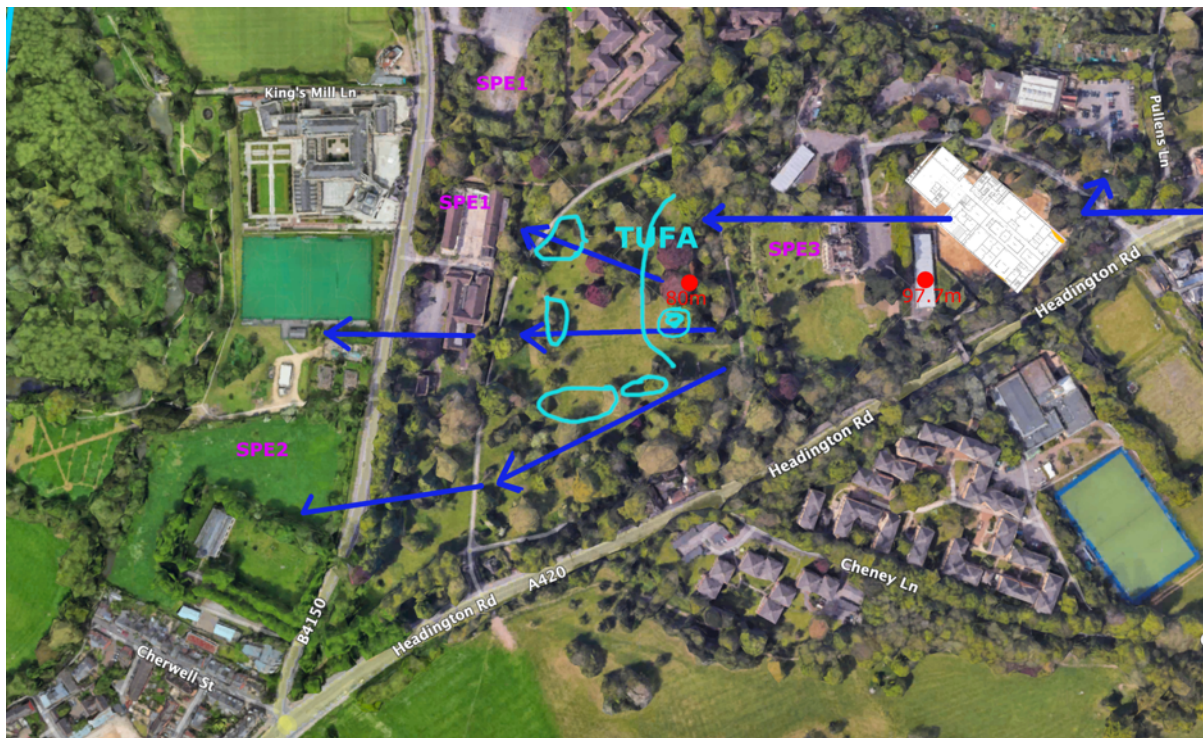 SPE1
King's Mill Ln
Pullens Ln
SPE1
TUFA
SPE3
Headington Rd
80m
97.7m
Headington Rd
SPE2
Cheney Ln
A420
Headington Rd
B4150
Cherwell St